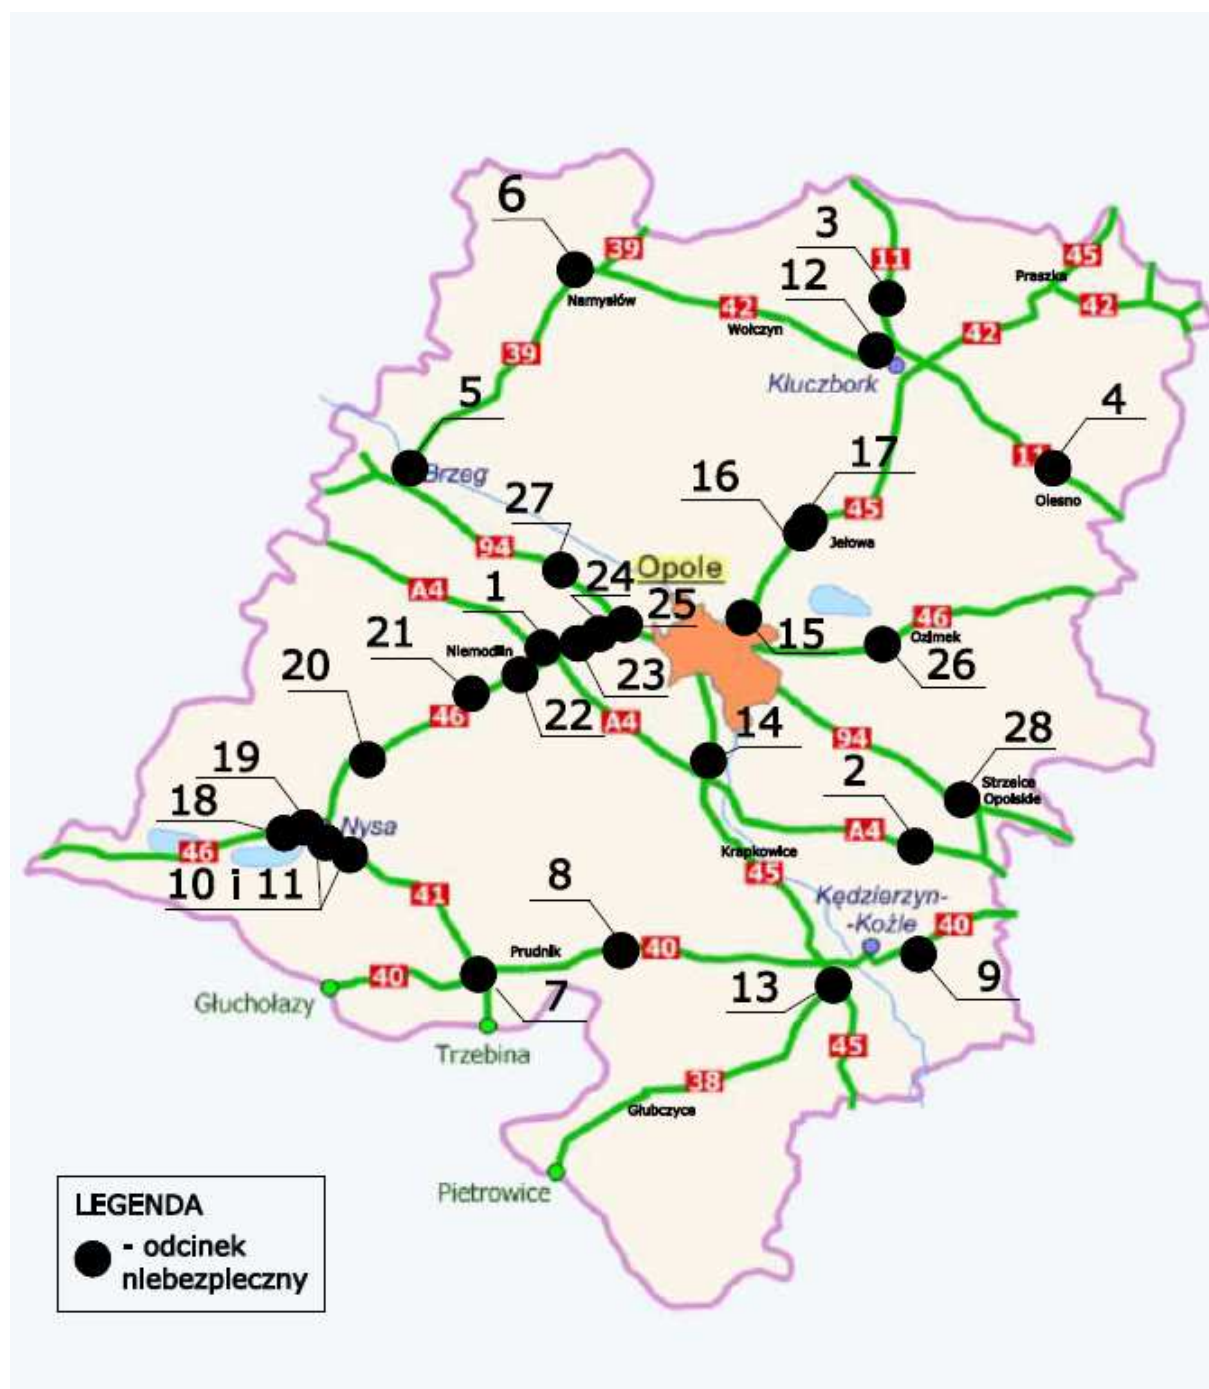 6
39
3
11
45
Praszka
12
42
Namysłów
42
Wołczyn
42
39
Kluczbork
5
4
11
Brzeg
17
16
Olesno
27
45
Jełowa
94
Opole
24
A4
1
25
46
Ozimek
21
Niemodlin
15
26
20
23
46
22
A4
14
94
28
19
2
Strzelce
Opolskie
18
Nysa
A4
46
Krapkowice
10 i 11
41
8
45
Kędzierzyn-
-Koźle
40
Prudnik
40
40
7
13
9
Głuchołazy
Trzebina
45
38
Głubczyce
Pietrowice
LEGENDA
- odcinek
niebezpieczny